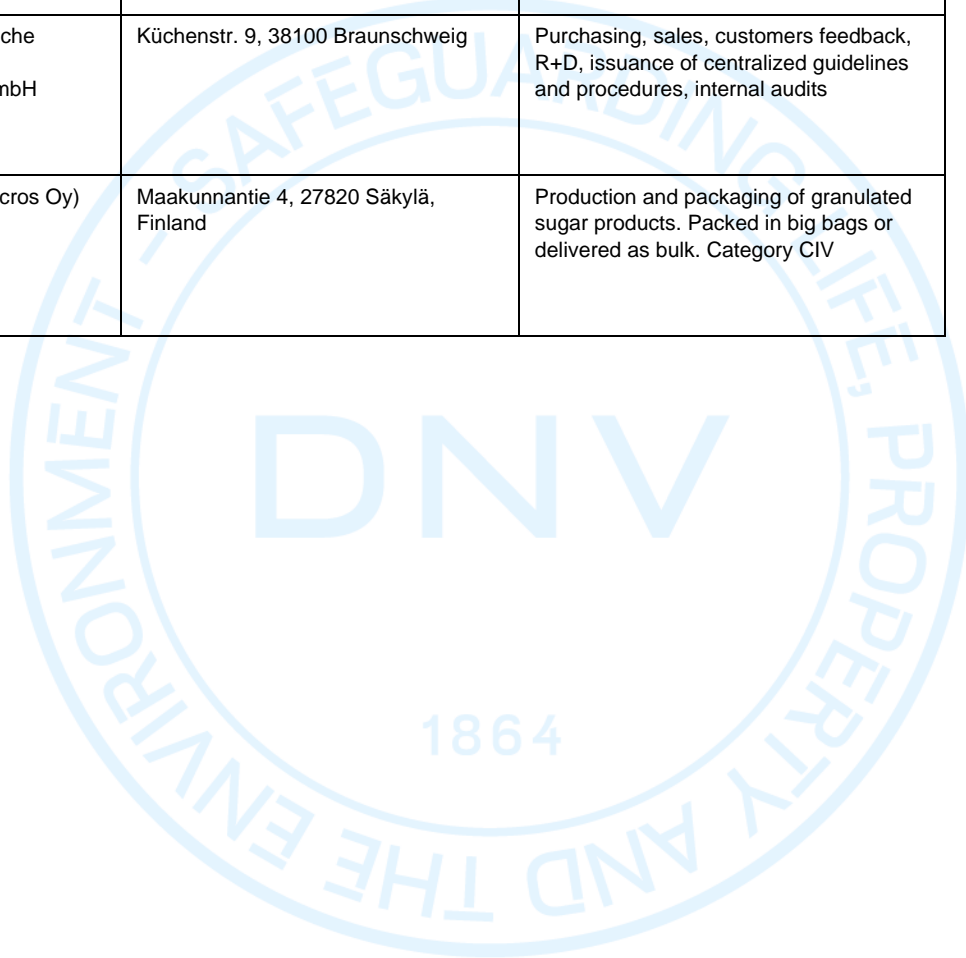 che
mbH
Küchenstr. 9, 38100 Braunschweig
Purchasing, sales, customers feedback,
R+D, issuance of centralized guidelines
and procedures, internal audits
cros Oy)
Maakunnantie 4, 27820 Säkylä,
Finland
Production and packaging of granulated
sugar products. Packed in big bags or
delivered as bulk. Category CIV
SAFEGUARDING LIFE, PROPERTY AND THE ENVIRONMENT –
DNV
1864